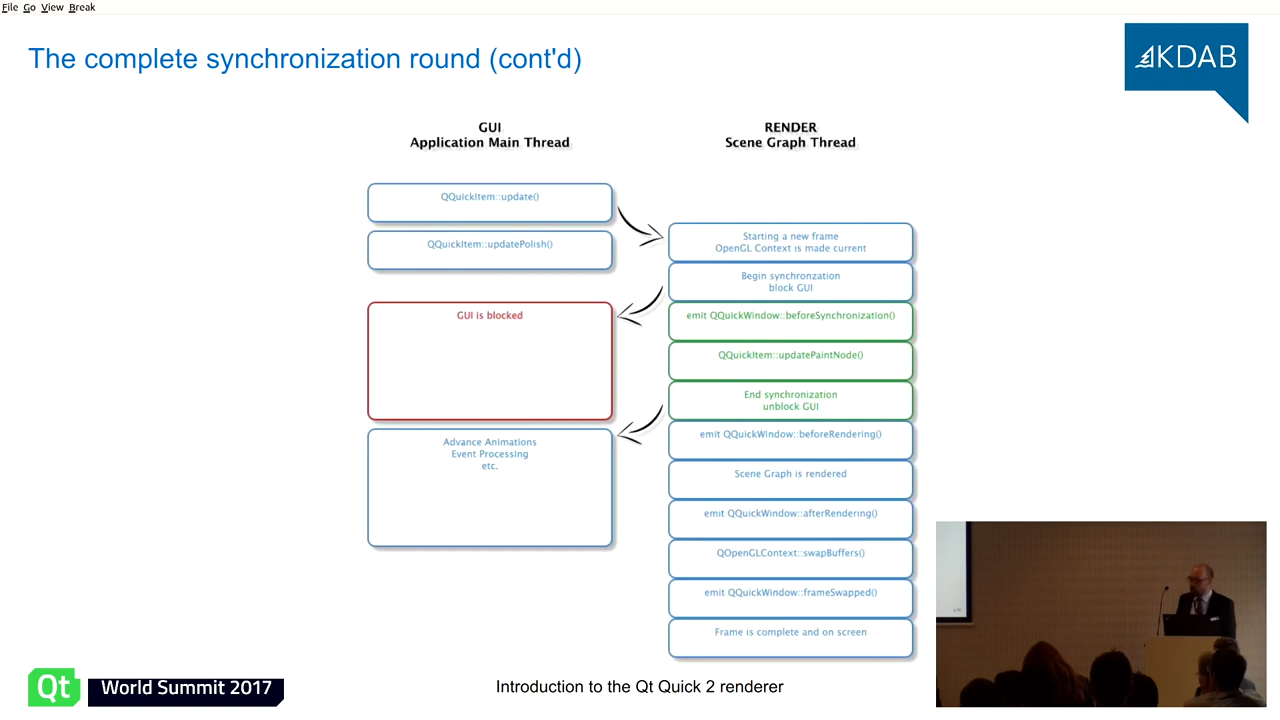 File Go View Break
The complete synchronization round (cont'd)
KDAB
GUI
Application Main Thread
RENDER
Scene Graph Thread
QQuickItem::update()
QQuickItem::updatePolish()
GUI is blocked
Advance Animations
Event Processing
etc.
Starting a new frame
OpenGL Context is made current
Begin synchronzation
block GUI
emit QQuickWindow::beforeSynchronization()
QQuickItem::updatePaintNode()
End synchronization
unblock GUI
emit QQuickWindow::beforeRendering()
Scene Graph is rendered
emit QQuickWindow::afterRendering()
QOpenGLContext::swapBuffers()
emit QQuickWindow::frameSwapped()
Frame is complete and on screen
Qt World Summit 2017
Introduction to the Qt Quick 2 renderer